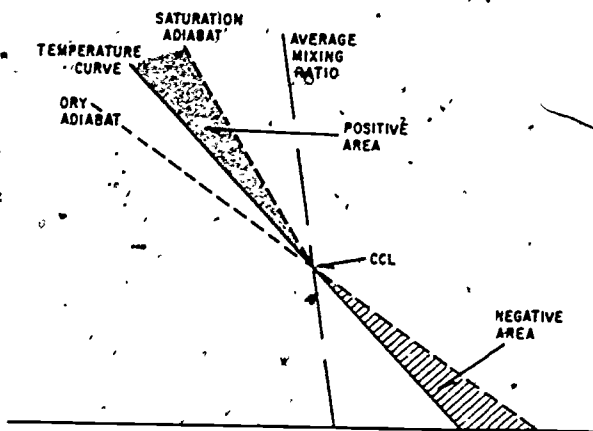 SATURATION
ADIABAT
AVERAGE
MIXING
RATIO
TEMPERATURE
CURVE
DRY
ADIABAT
POSITIVE
AREA
CCL
NEGATIVE
AREA